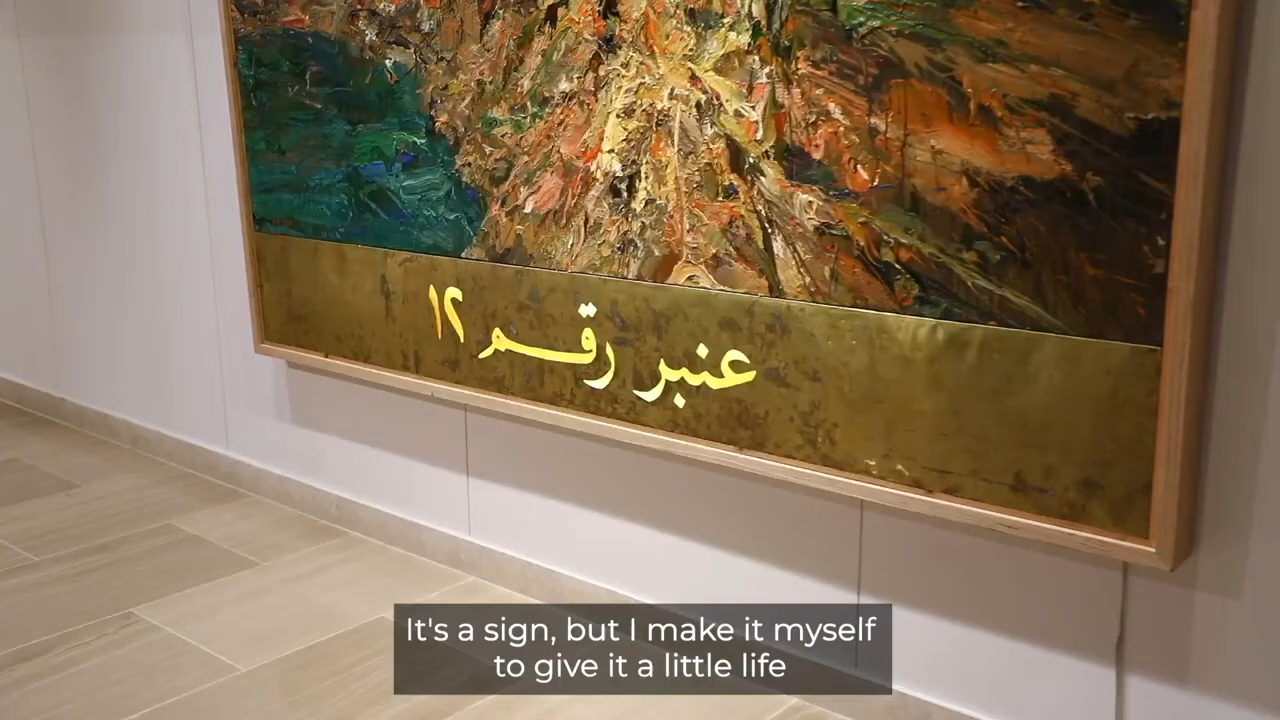 عنبر رقم ١٢
It's a sign, but I make it myself
to give it a little life